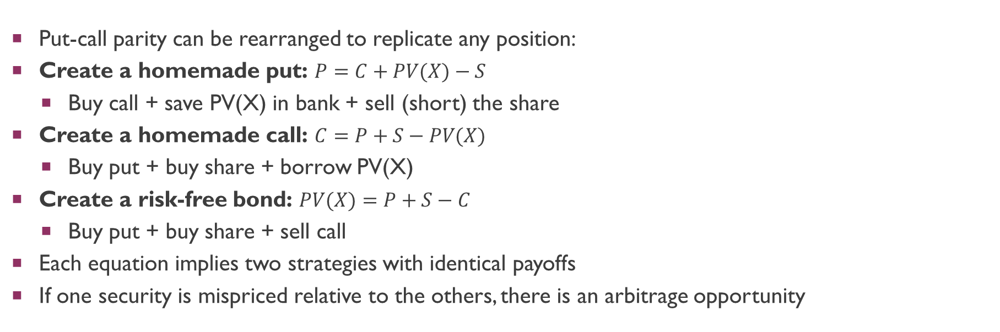 ▪ Put-call parity can be rearranged to replicate any position:
▪ Create a homemade put: P = C + PV(X) − S
▪ Buy call + save PV(X) in bank + sell (short) the share
▪ Create a homemade call: C = P + S − PV(X)
▪ Buy put + buy share + borrow PV(X)
▪ Create a risk-free bond: PV(X) = P + S − C
▪ Buy put + buy share + sell call
▪ Each equation implies two strategies with identical payoffs
▪ If one security is mispriced relative to the others, there is an arbitrage opportunity